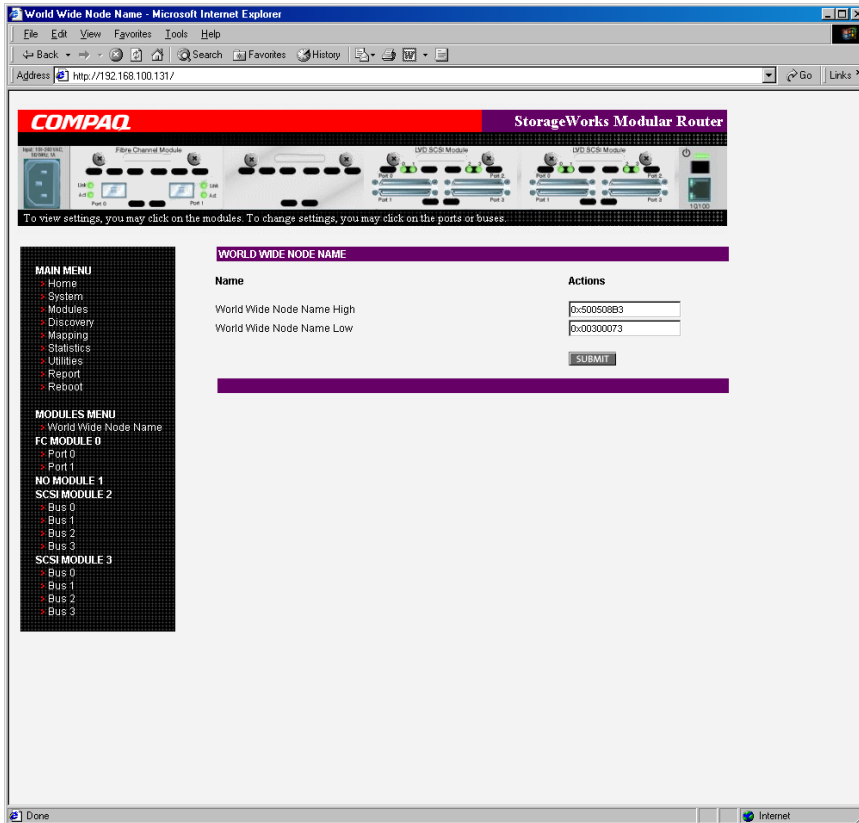 World Wide Node Name - Microsoft Internet Explorer
File Edit View Favorites Tools Help
Back Search Favorites History
Address http://192.168.100.131/ Go Links
COMPAQ StorageWorks Modular Router
Fibre Channel Module LVD SCSI Module LVD SCSI Module
Port 0 Port 2 Port 0 Port 2
Link Link
Act Act
Port 0 Port 1 Port 1 Port 3 Port 1 Port 3
10/100
To view settings, you may click on the modules. To change settings, you may click on the ports or buses.
MAIN MENU
Home
System
Modules
Discovery
Mapping
Statistics
Utilities
Report
Reboot
MODULES MENU
World Wide Node Name
FC MODULE 0
Port 0
Port 1
NO MODULE 1
SCSI MODULE 2
Bus 0
Bus 1
Bus 2
Bus 3
SCSI MODULE 3
Bus 0
Bus 1
Bus 2
Bus 3
WORLD WIDE NODE NAME
Name Actions
World Wide Node Name High 0x500508B3
World Wide Node Name Low 0x00300073
SUBMIT
Done Internet